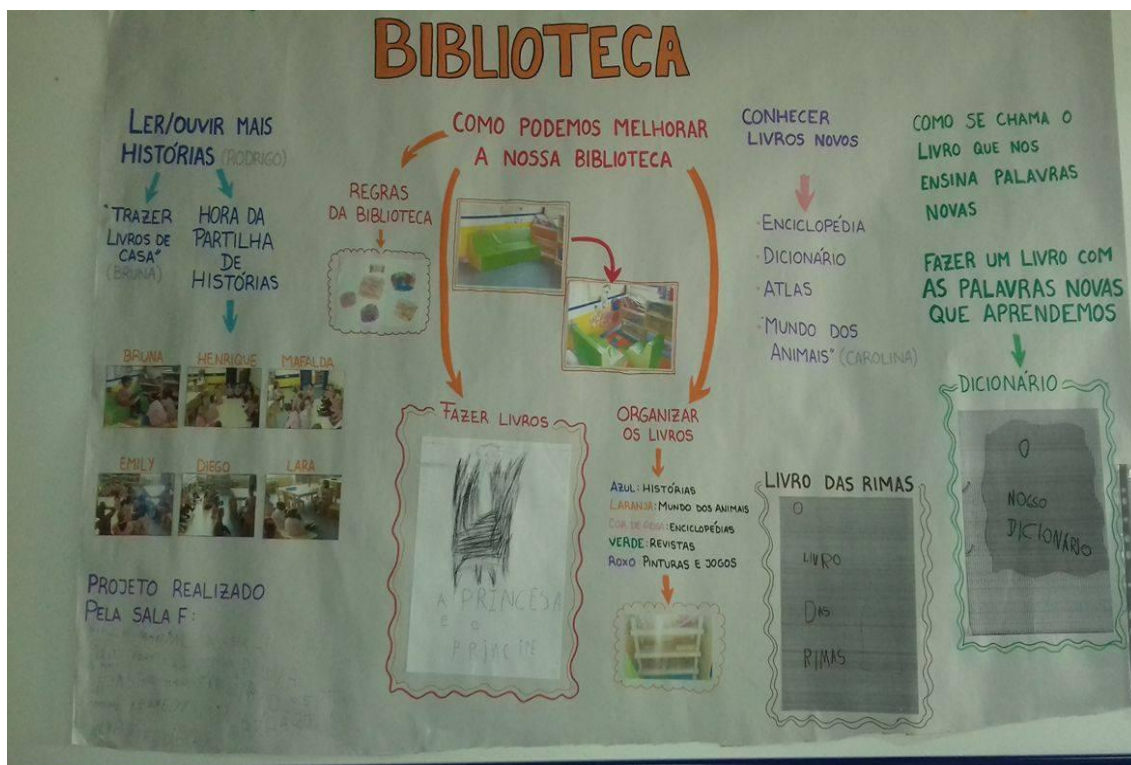 BIBLIOTECA
LER/OUVIR MAIS
HISTÓRIAS (RODRIGO)
"TRAZER
LIVROS DE
CASA"
(BRUNA)
HORA DA
PARTILHA
DE
HISTÓRIAS
BRUNA
HENRIQUE
MAFALDA
EMILY
DIEGO
LARA
PROJETO REALIZADO
PELA SALA F:
COMO PODEMOS MELHORAR
A NOSSA BIBLIOTECA
REGRAS
DA BIBLIOTECA
FAZER LIVROS
A PRINCESA
E O
PRINCIPE
ORGANIZAR
OS LIVROS
AZUL: HISTÓRIAS
LARANJA: MUNDO DOS ANIMAIS
COR DE ROSA: ENCICLOPÉDIAS
VERDE: REVISTAS
ROXO PINTURAS E JOGOS
CONHECER
LIVROS NOVOS
·ENCICLOPÉDIA
·DICIONÁRIO
·ATLAS
·"MUNDO DOS
ANIMAIS" (CAROLINA)
LIVRO DAS RIMAS
O
LIVRO
DAS
RIMAS
COMO SE CHAMA O
LIVRO QUE NOS
ENSINA PALAVRAS
NOVAS
FAZER UM LIVRO COM
AS PALAVRAS NOVAS
QUE APRENDEMOS
DICIONÁRIO
O
NOSSO
DICIONÁRIO